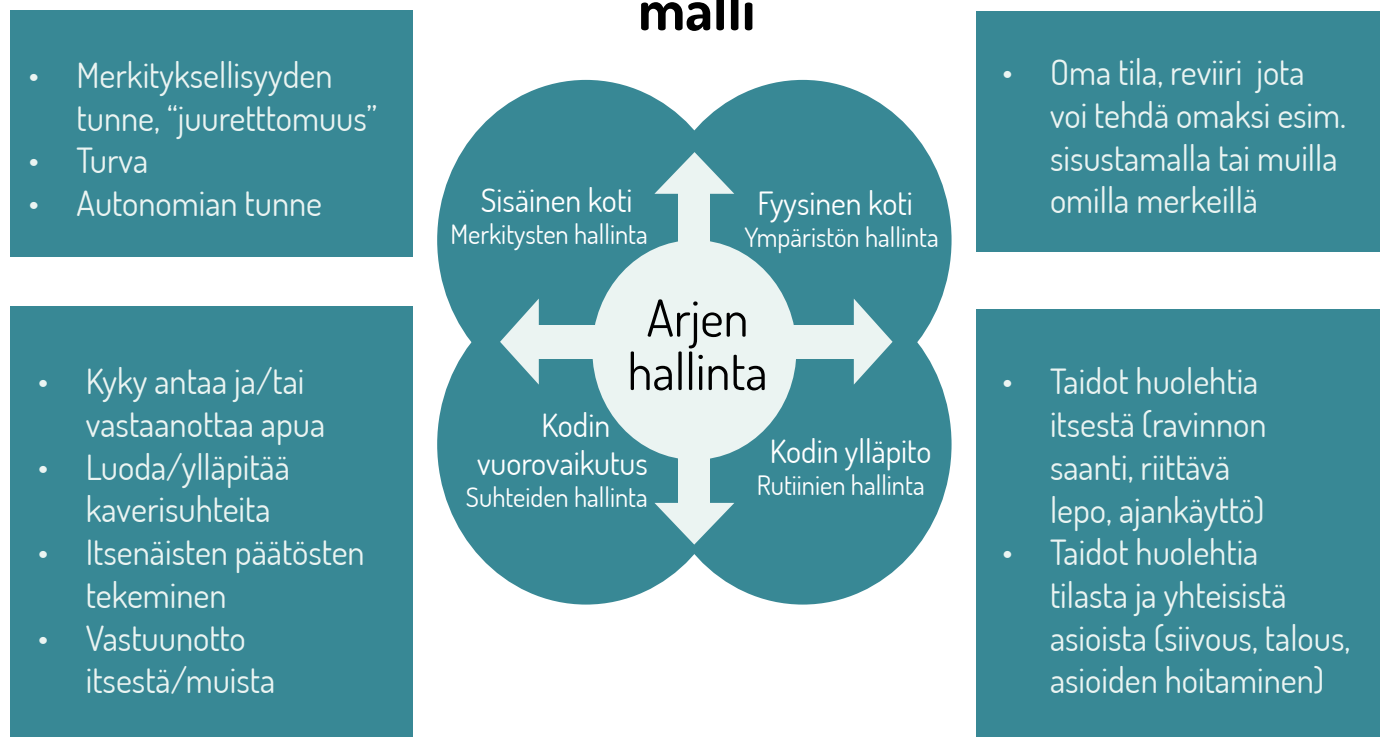 malli
• Merkityksellisyyden
tunne, “juuretttomuus”
• Turva
• Autonomian tunne
• Oma tila, reviiri jota
voi tehdä omaksi esim.
sisustamalla tai muilla
omilla merkeillä
Sisäinen koti
Merkitysten hallinta
Fyysinen koti
Ympäristön hallinta
Arjen
hallinta
Kodin
vuorovaikutus
Suhteiden hallinta
Kodin ylläpito
Rutiinien hallinta
• Kyky antaa ja/tai
vastaanottaa apua
• Luoda/ylläpitää
kaverisuhteita
• Itsenäisten päätösten
tekeminen
• Vastuunotto
itsestä/muista
• Taidot huolehtia
itsestä (ravinnon
saanti, riittävä
lepo, ajankäyttö)
• Taidot huolehtia
tilasta ja yhteisistä
asioista (siivous, talous,
asioiden hoitaminen)